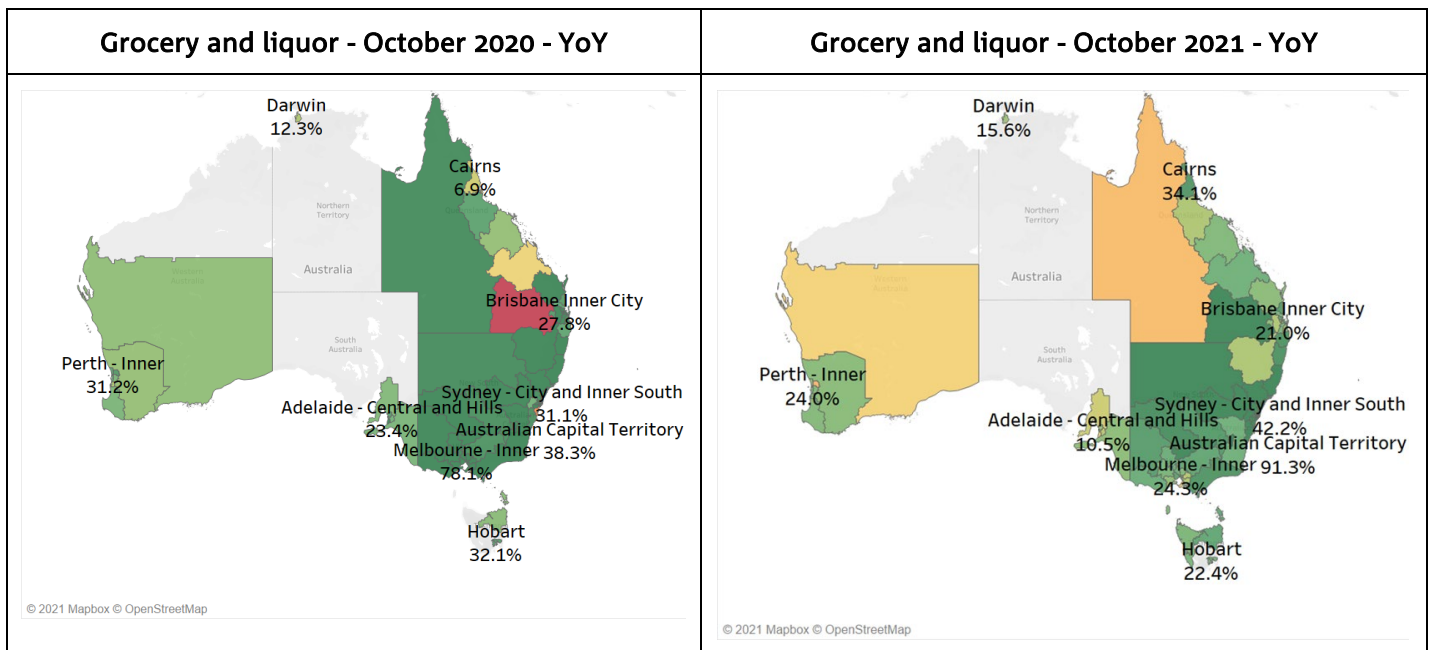 Grocery and liquor - October 2020 - YoY
Darwin
12.3%
Cairns
6.9%
Northern
Territory
Australia
Western
Australia
Brisbane Inner City
27.8%
South
Australia
Perth - Inner
31.2%
Sydney - City and Inner South
31.1%
Adelaide - Central and Hills
23.4%
Australian Capital Territory
38.3%
Melbourne - Inner
78.1%
Hobart
32.1%
© 2021 Mapbox © OpenStreetMap
Grocery and liquor - October 2021 - YoY
Darwin
15.6%
Cairns
34.1%
Northern
Territory
Australia
Western
Australia
Brisbane Inner City
21.0%
South
Australia
Perth - Inner
24.0%
Sydney - City and Inner South
42.2%
Adelaide - Central and Hills
10.5%
Australian Capital Territory
91.3%
Melbourne - Inner
24.3%
Hobart
22.4%
© 2021 Mapbox © OpenStreetMap